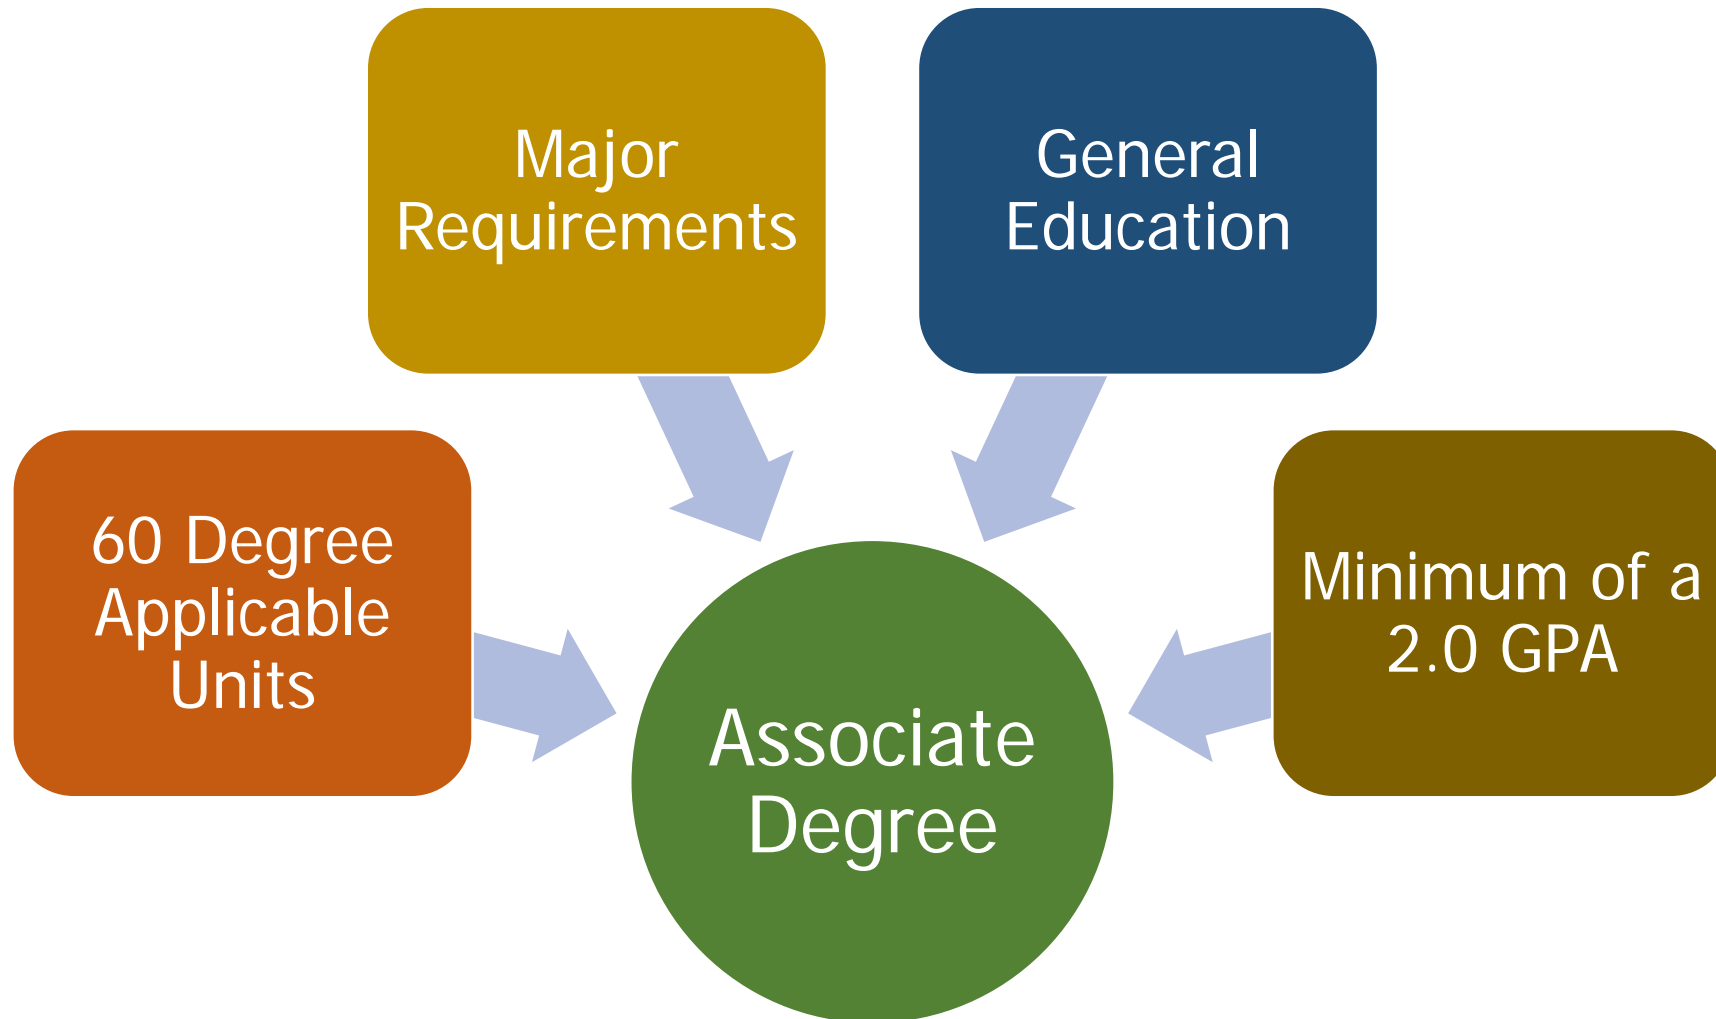 Major
Requirements
General
Education
60 Degree
Applicable
Units
Minimum of a
2.0 GPA
Associate
Degree